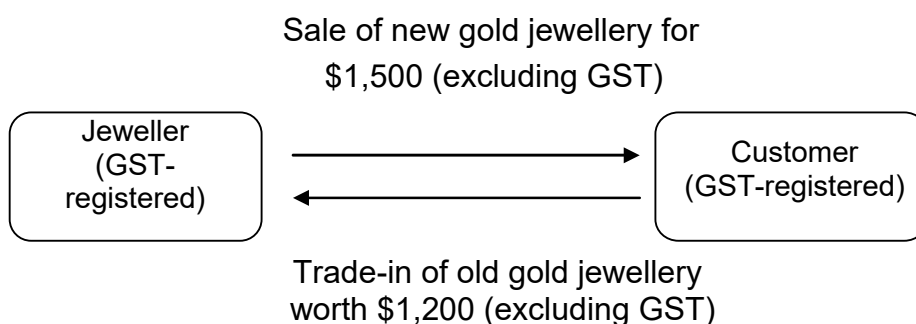 Sale of new gold jewellery for
$1,500 (excluding GST)
Jeweller
(GST-
registered)
Customer
(GST-registered)
Trade-in of old gold jewellery
worth $1,200 (excluding GST)